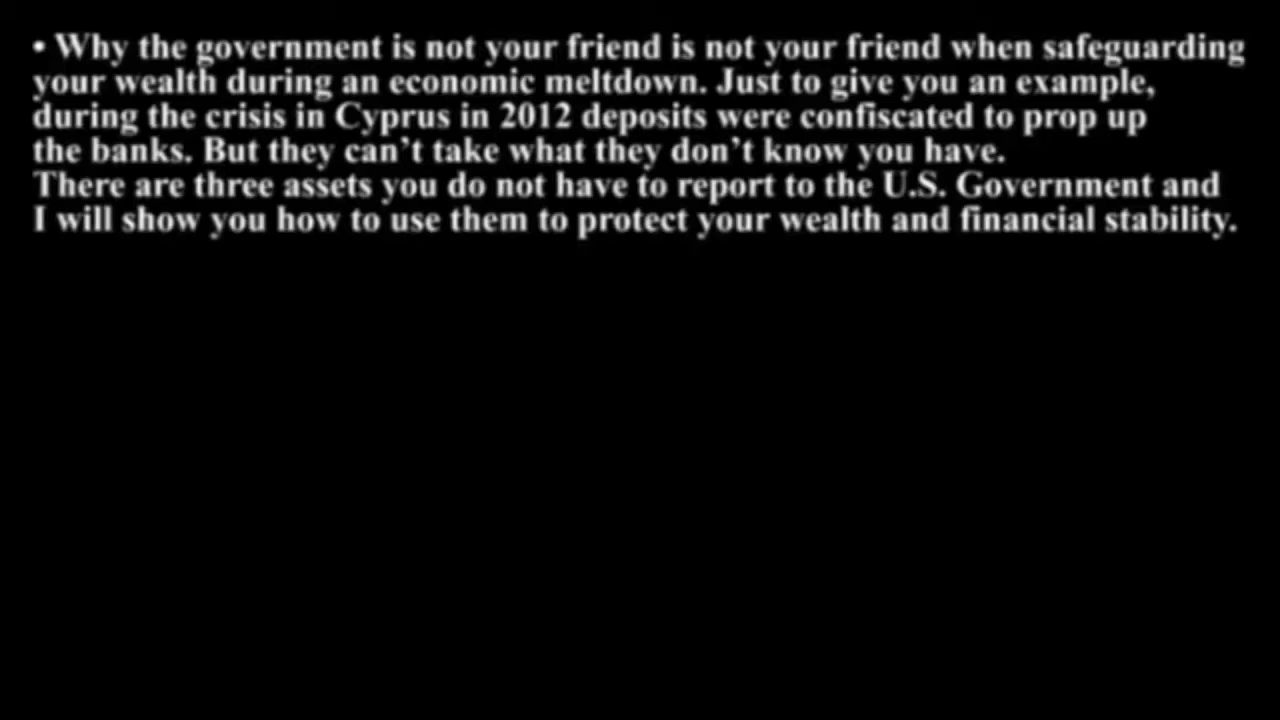 • Why the government is not your friend is not your friend when safeguarding
your wealth during an economic meltdown. Just to give you an example,
during the crisis in Cyprus in 2012 deposits were confiscated to prop up
the banks. But they can’t take what they don’t know you have.
There are three assets you do not have to report to the U.S. Government and
I will show you how to use them to protect your wealth and financial stability.